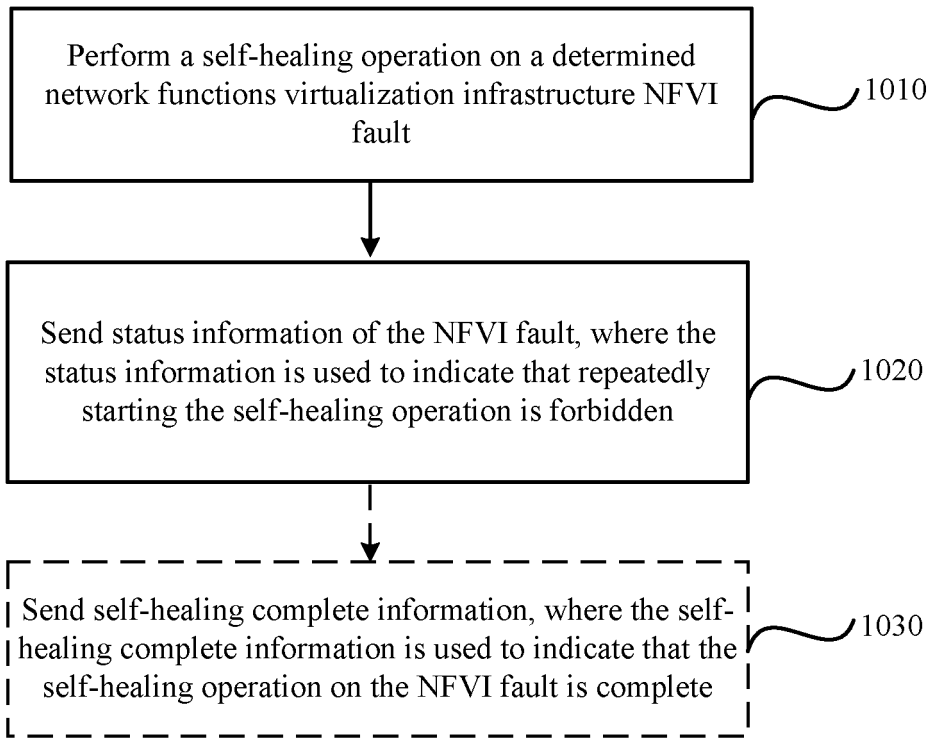 Perform a self-healing operation on a determined
network functions virtualization infrastructure NFVI
fault
1010
Send status information of the NFVI fault, where the
status information is used to indicate that repeatedly
starting the self-healing operation is forbidden
1020
Send self-healing complete information, where the self-
healing complete information is used to indicate that the
self-healing operation on the NFVI fault is complete
1030